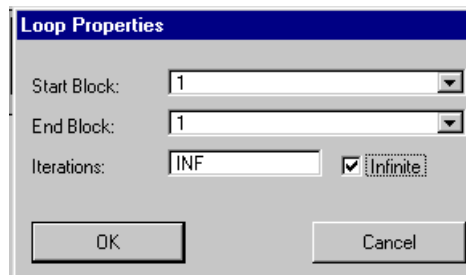 Loop Properties
Start Block: 1
End Block: 1
Iterations: INF Infinite
OK Cancel